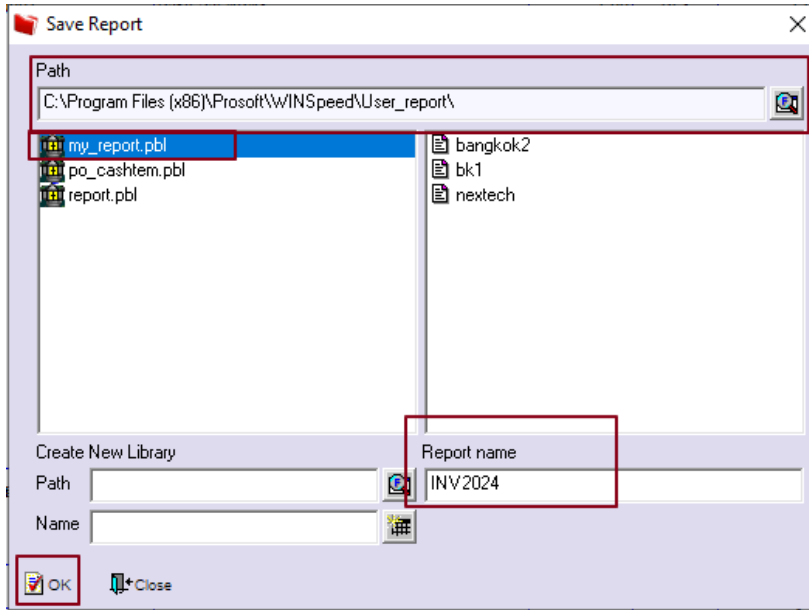 Save Report
Path
C:\Program Files (x86)\Prosoft\WINSpeed\User_report\
my_report.pbl
po_cashtem.pbl
report.pbl
bangkok2
bk1
nextech
Create New Library
Report name
Path
INV2024
Name
OK
Close